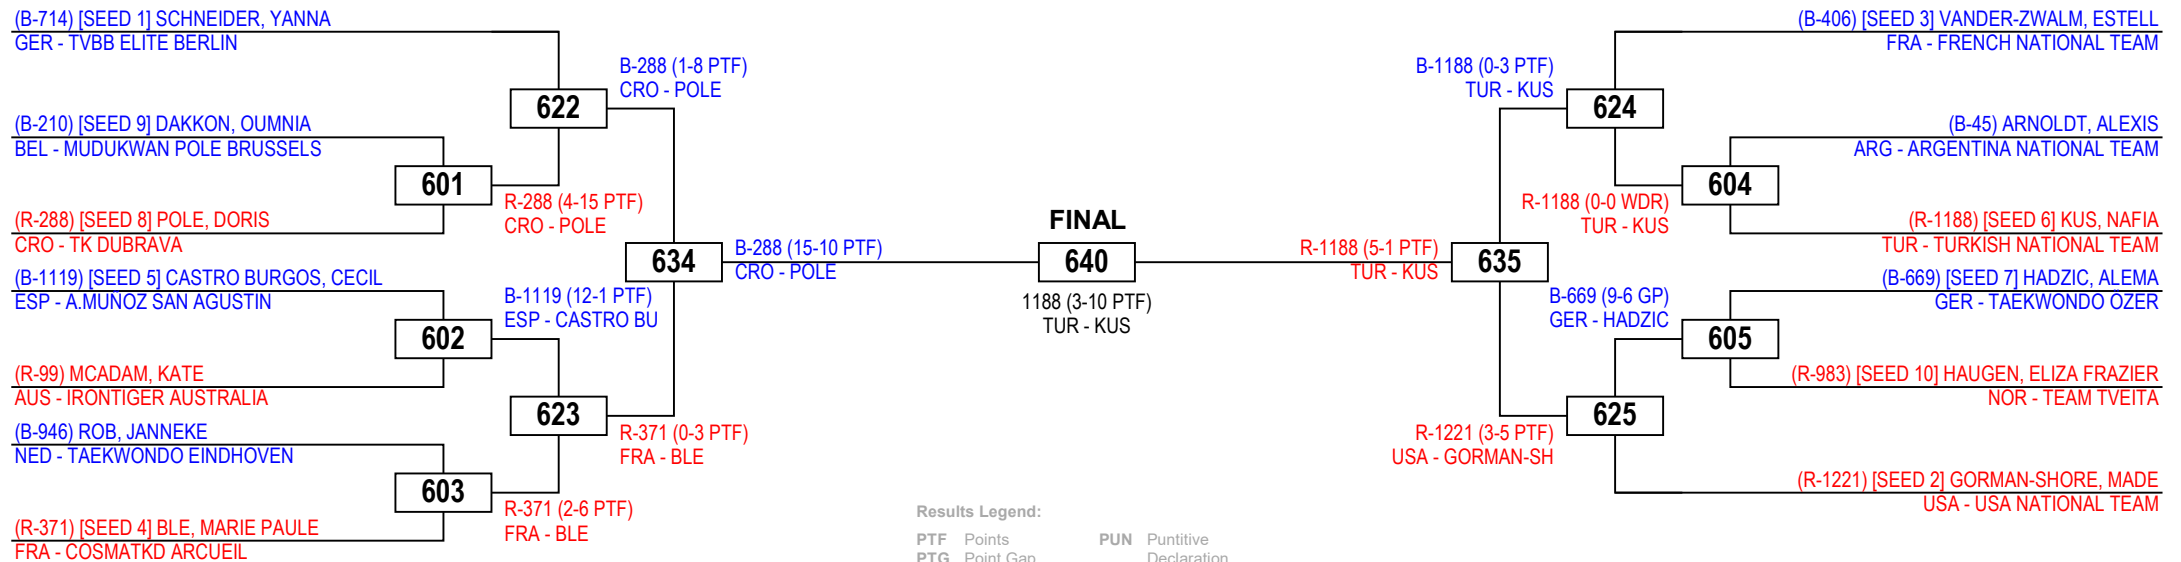 (B-714) [SEED 1] SCHNEIDER, YANNA
GER - TVBB ELITE BERLIN
(B-210) [SEED 9] DAKKON, OUMNIA
BEL - MUDUKWAN POLE BRUSSELS
(R-288) [SEED 8] POLE, DORIS
CRO - TK DUBRAVA
(B-1119) [SEED 5] CASTRO BURGOS, CECIL
ESP - A.MUÑOZ SAN AGUSTIN
(R-99) MCADAM, KATE
AUS - IRONTIGER AUSTRALIA
(B-946) ROB, JANNEKE
NED - TAEKWONDO EINDHOVEN
(R-371) [SEED 4] BLE, MARIE PAULE
FRA - COSMATKD ARCUEIL
601
602
603
R-288 (4-15 PTF)
CRO - POLE
B-1119 (12-1 PTF)
ESP - CASTRO BU
R-371 (2-6 PTF)
FRA - BLE
622
623
B-288 (1-8 PTF)
CRO - POLE
R-371 (0-3 PTF)
FRA - BLE
634
B-288 (15-10 PTF)
CRO - POLE
FINAL
640
1188 (3-10 PTF)
TUR - KUS
R-1188 (5-1 PTF)
TUR - KUS
635
B-1188 (0-3 PTF)
TUR - KUS
R-1221 (3-5 PTF)
USA - GORMAN-SH
624
625
R-1188 (0-0 WDR)
TUR - KUS
B-669 (9-6 GP)
GER - HADZIC
604
605
(B-406) [SEED 3] VANDER-ZWALM, ESTELL
FRA - FRENCH NATIONAL TEAM
(B-45) ARNOLDT, ALEXIS
ARG - ARGENTINA NATIONAL TEAM
(R-1188) [SEED 6] KUS, NAFIA
TUR - TURKISH NATIONAL TEAM
(B-669) [SEED 7] HADZIC, ALEMA
GER - TAEKWONDO ÖZER
(R-983) [SEED 10] HAUGEN, ELIZA FRAZIER
NOR - TEAM TVEITA
(R-1221) [SEED 2] GORMAN-SHORE, MADE
USA - USA NATIONAL TEAM
Results Legend:
PTF Points
PUN Puntitive
PTG Point Gap
Declaration